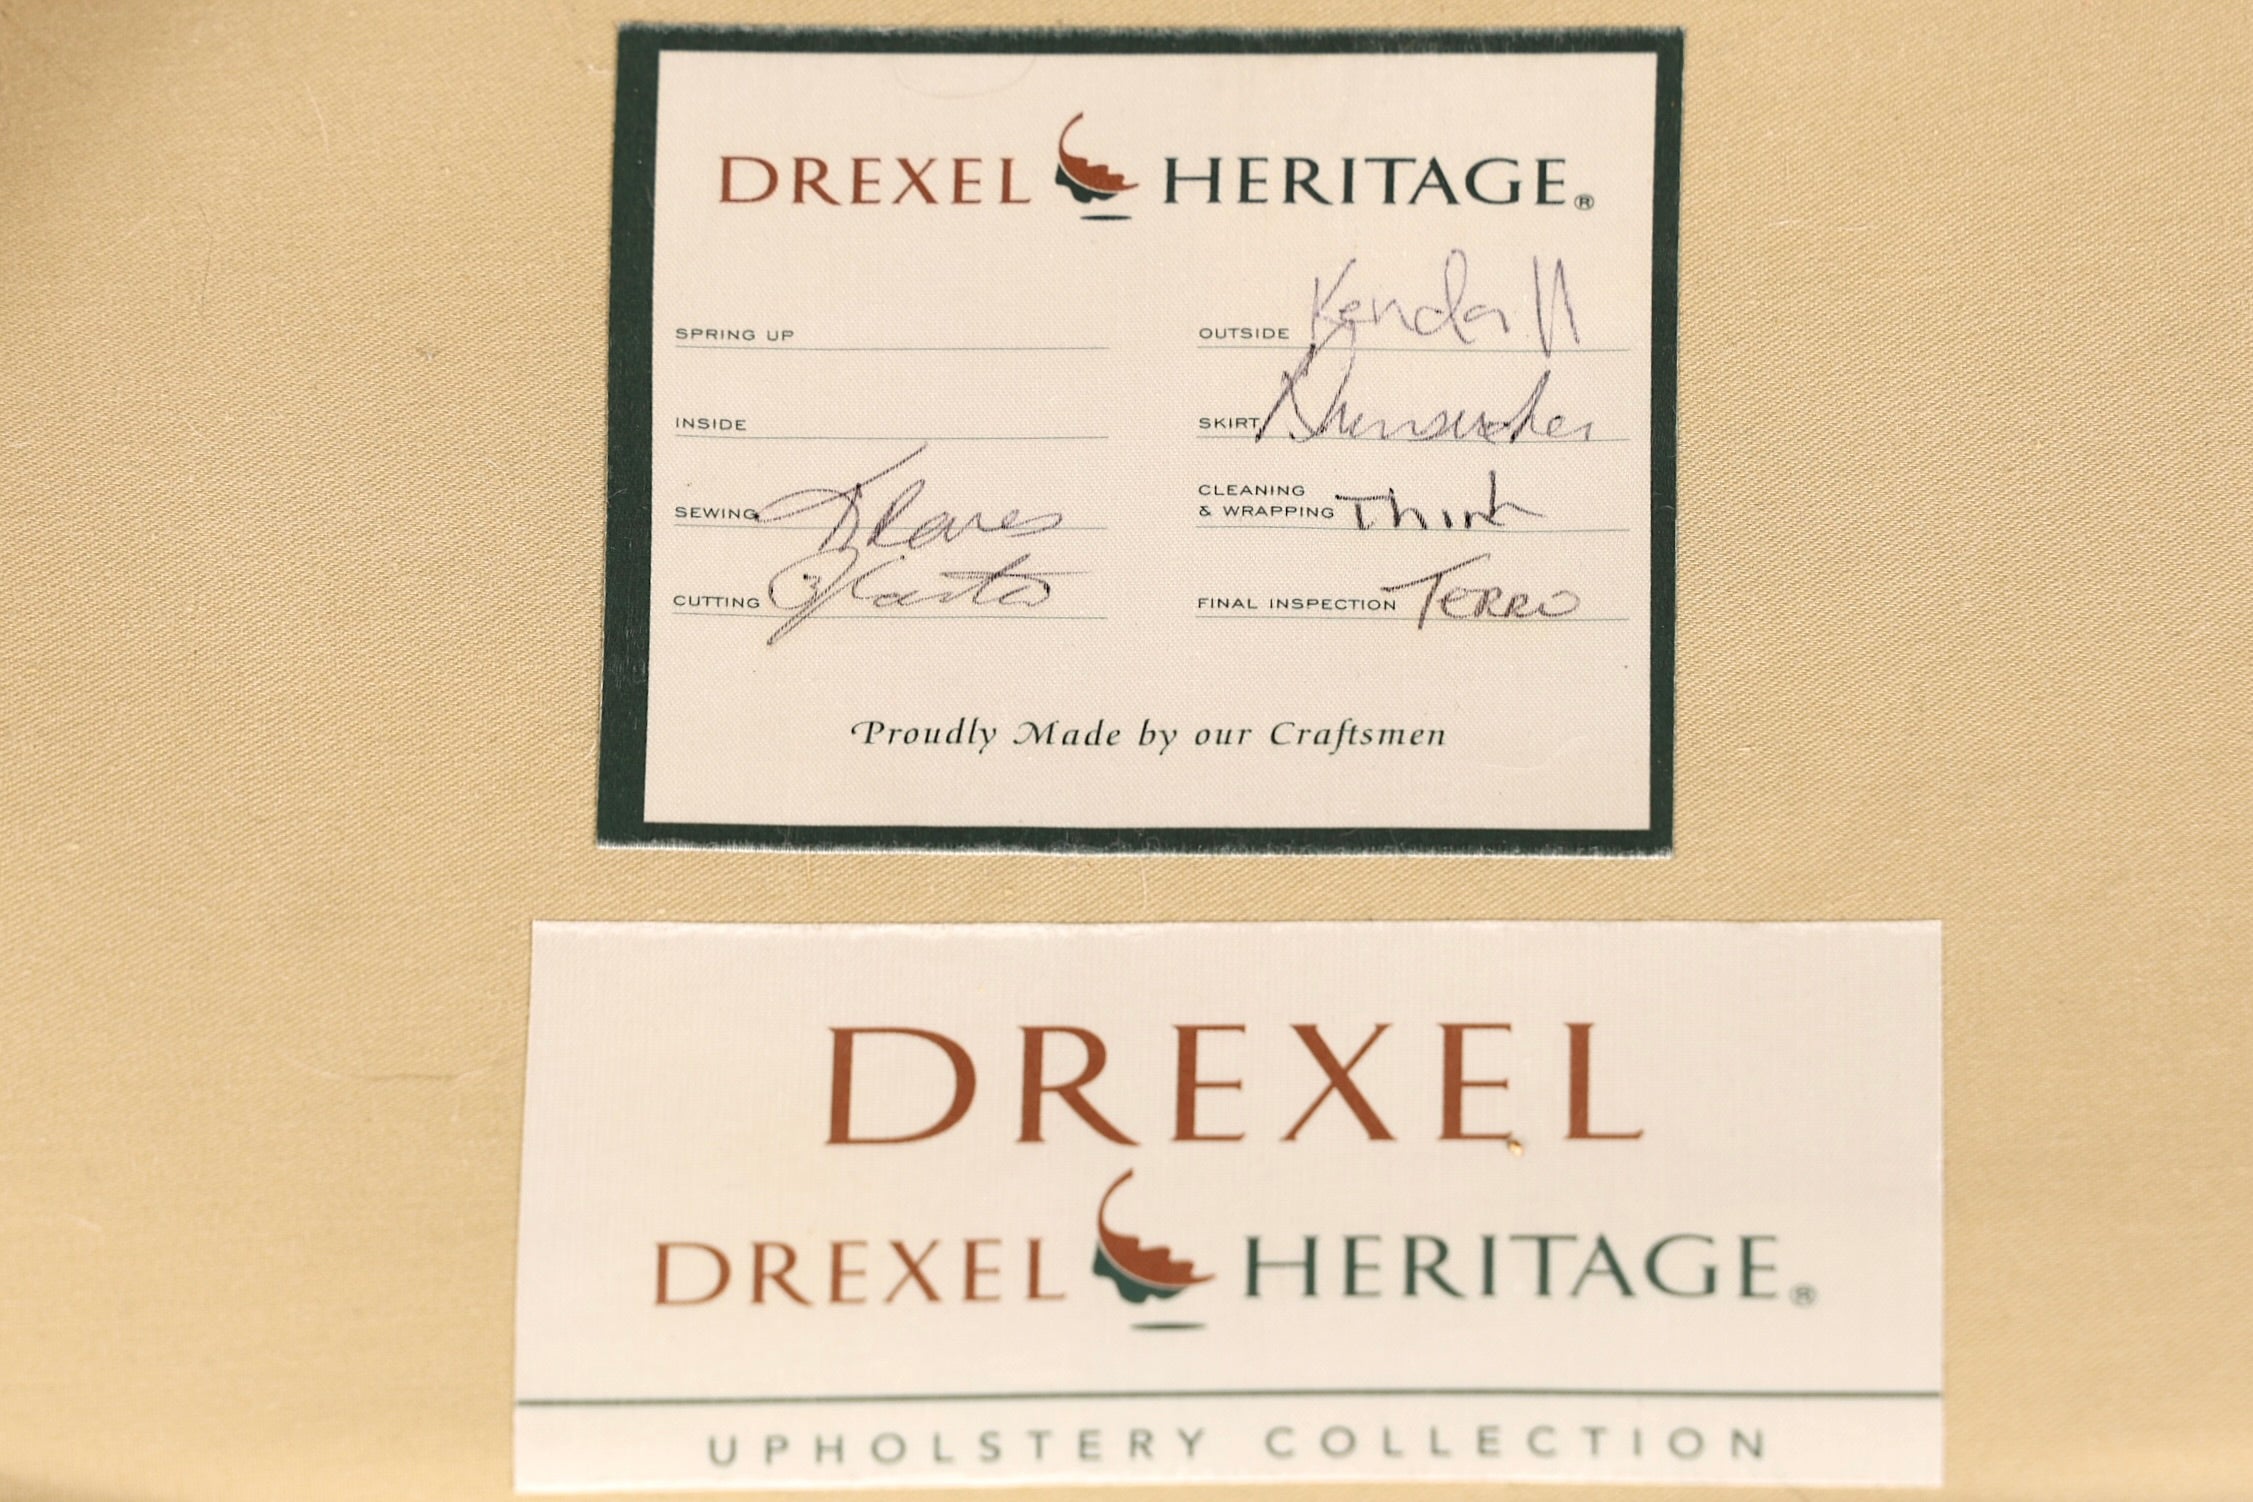 DREXEL HERITAGE®
SPRING UP
INSIDE
SEWING
CUTTING
OUTSIDE Kendall
SKIRT
CLEANING
& WRAPPING
FINAL INSPECTION TERRO
Proudly Made by our Craftsmen
DREXEL
DREXEL HERITAGE®
UPHOLSTERY COLLECTION